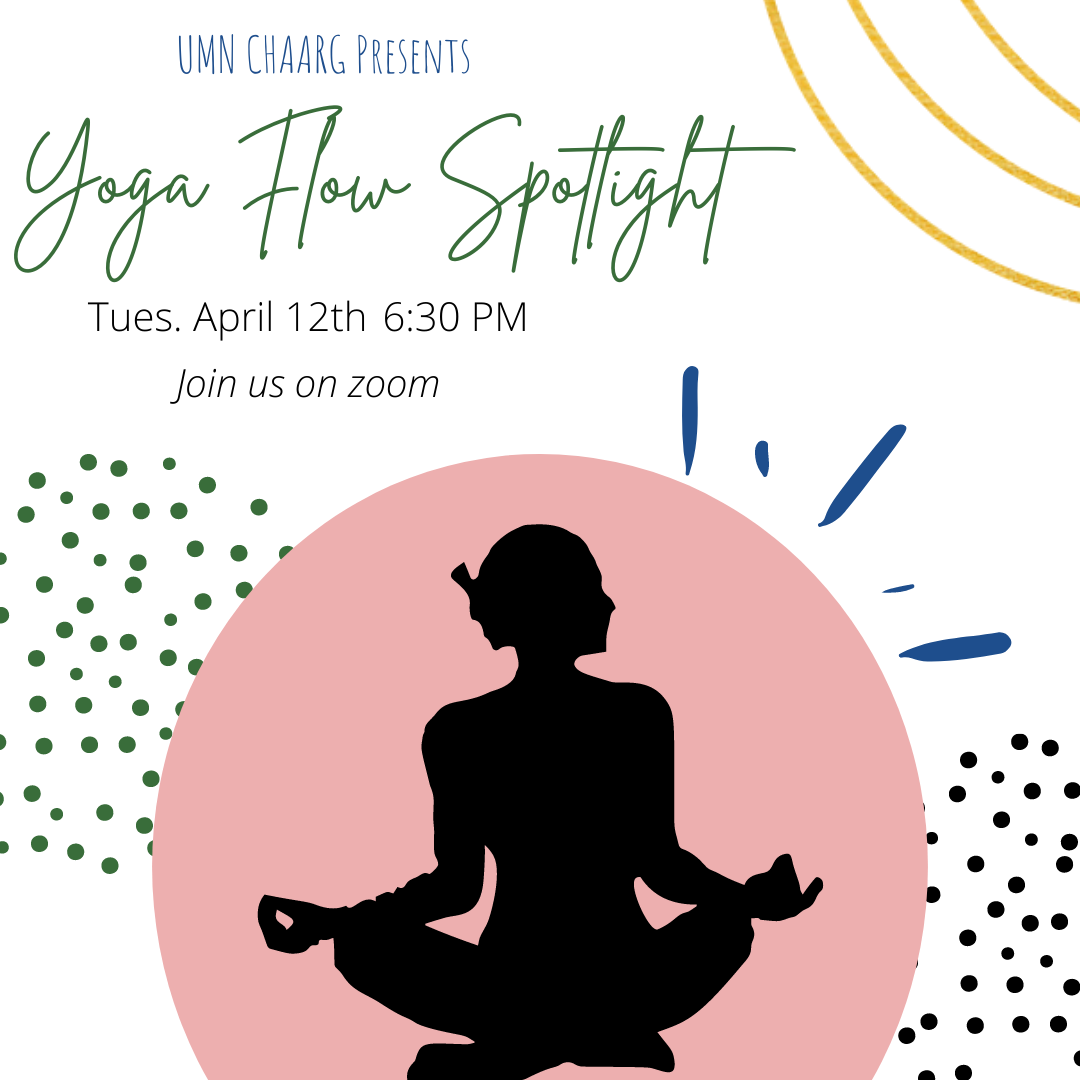 UMN CHAARG Presents
Yoga Flow Spotlight
Tues. April 12th 6:30 PM
Join us on zoom